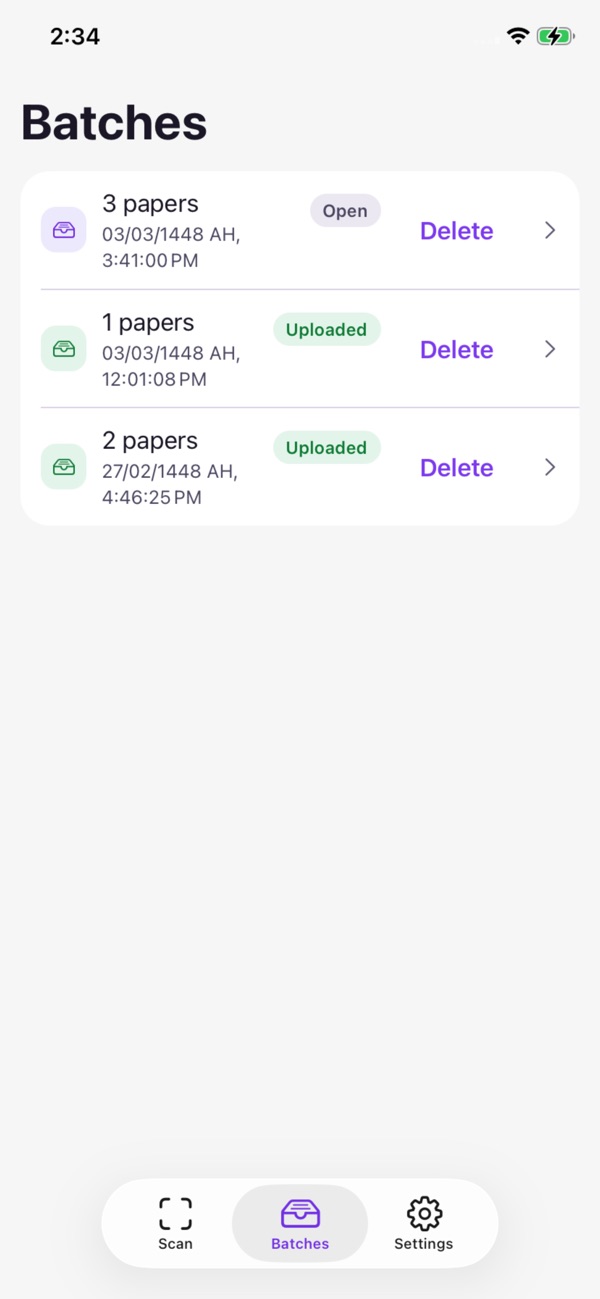 2:34
Batches
3 papers
Open
03/03/1448 AH,
3:41:00 PM
Delete
1 papers
Uploaded
03/03/1448 AH,
12:01:08 PM
Delete
2 papers
Uploaded
27/02/1448 AH,
4:46:25 PM
Delete
Scan
Batches
Settings